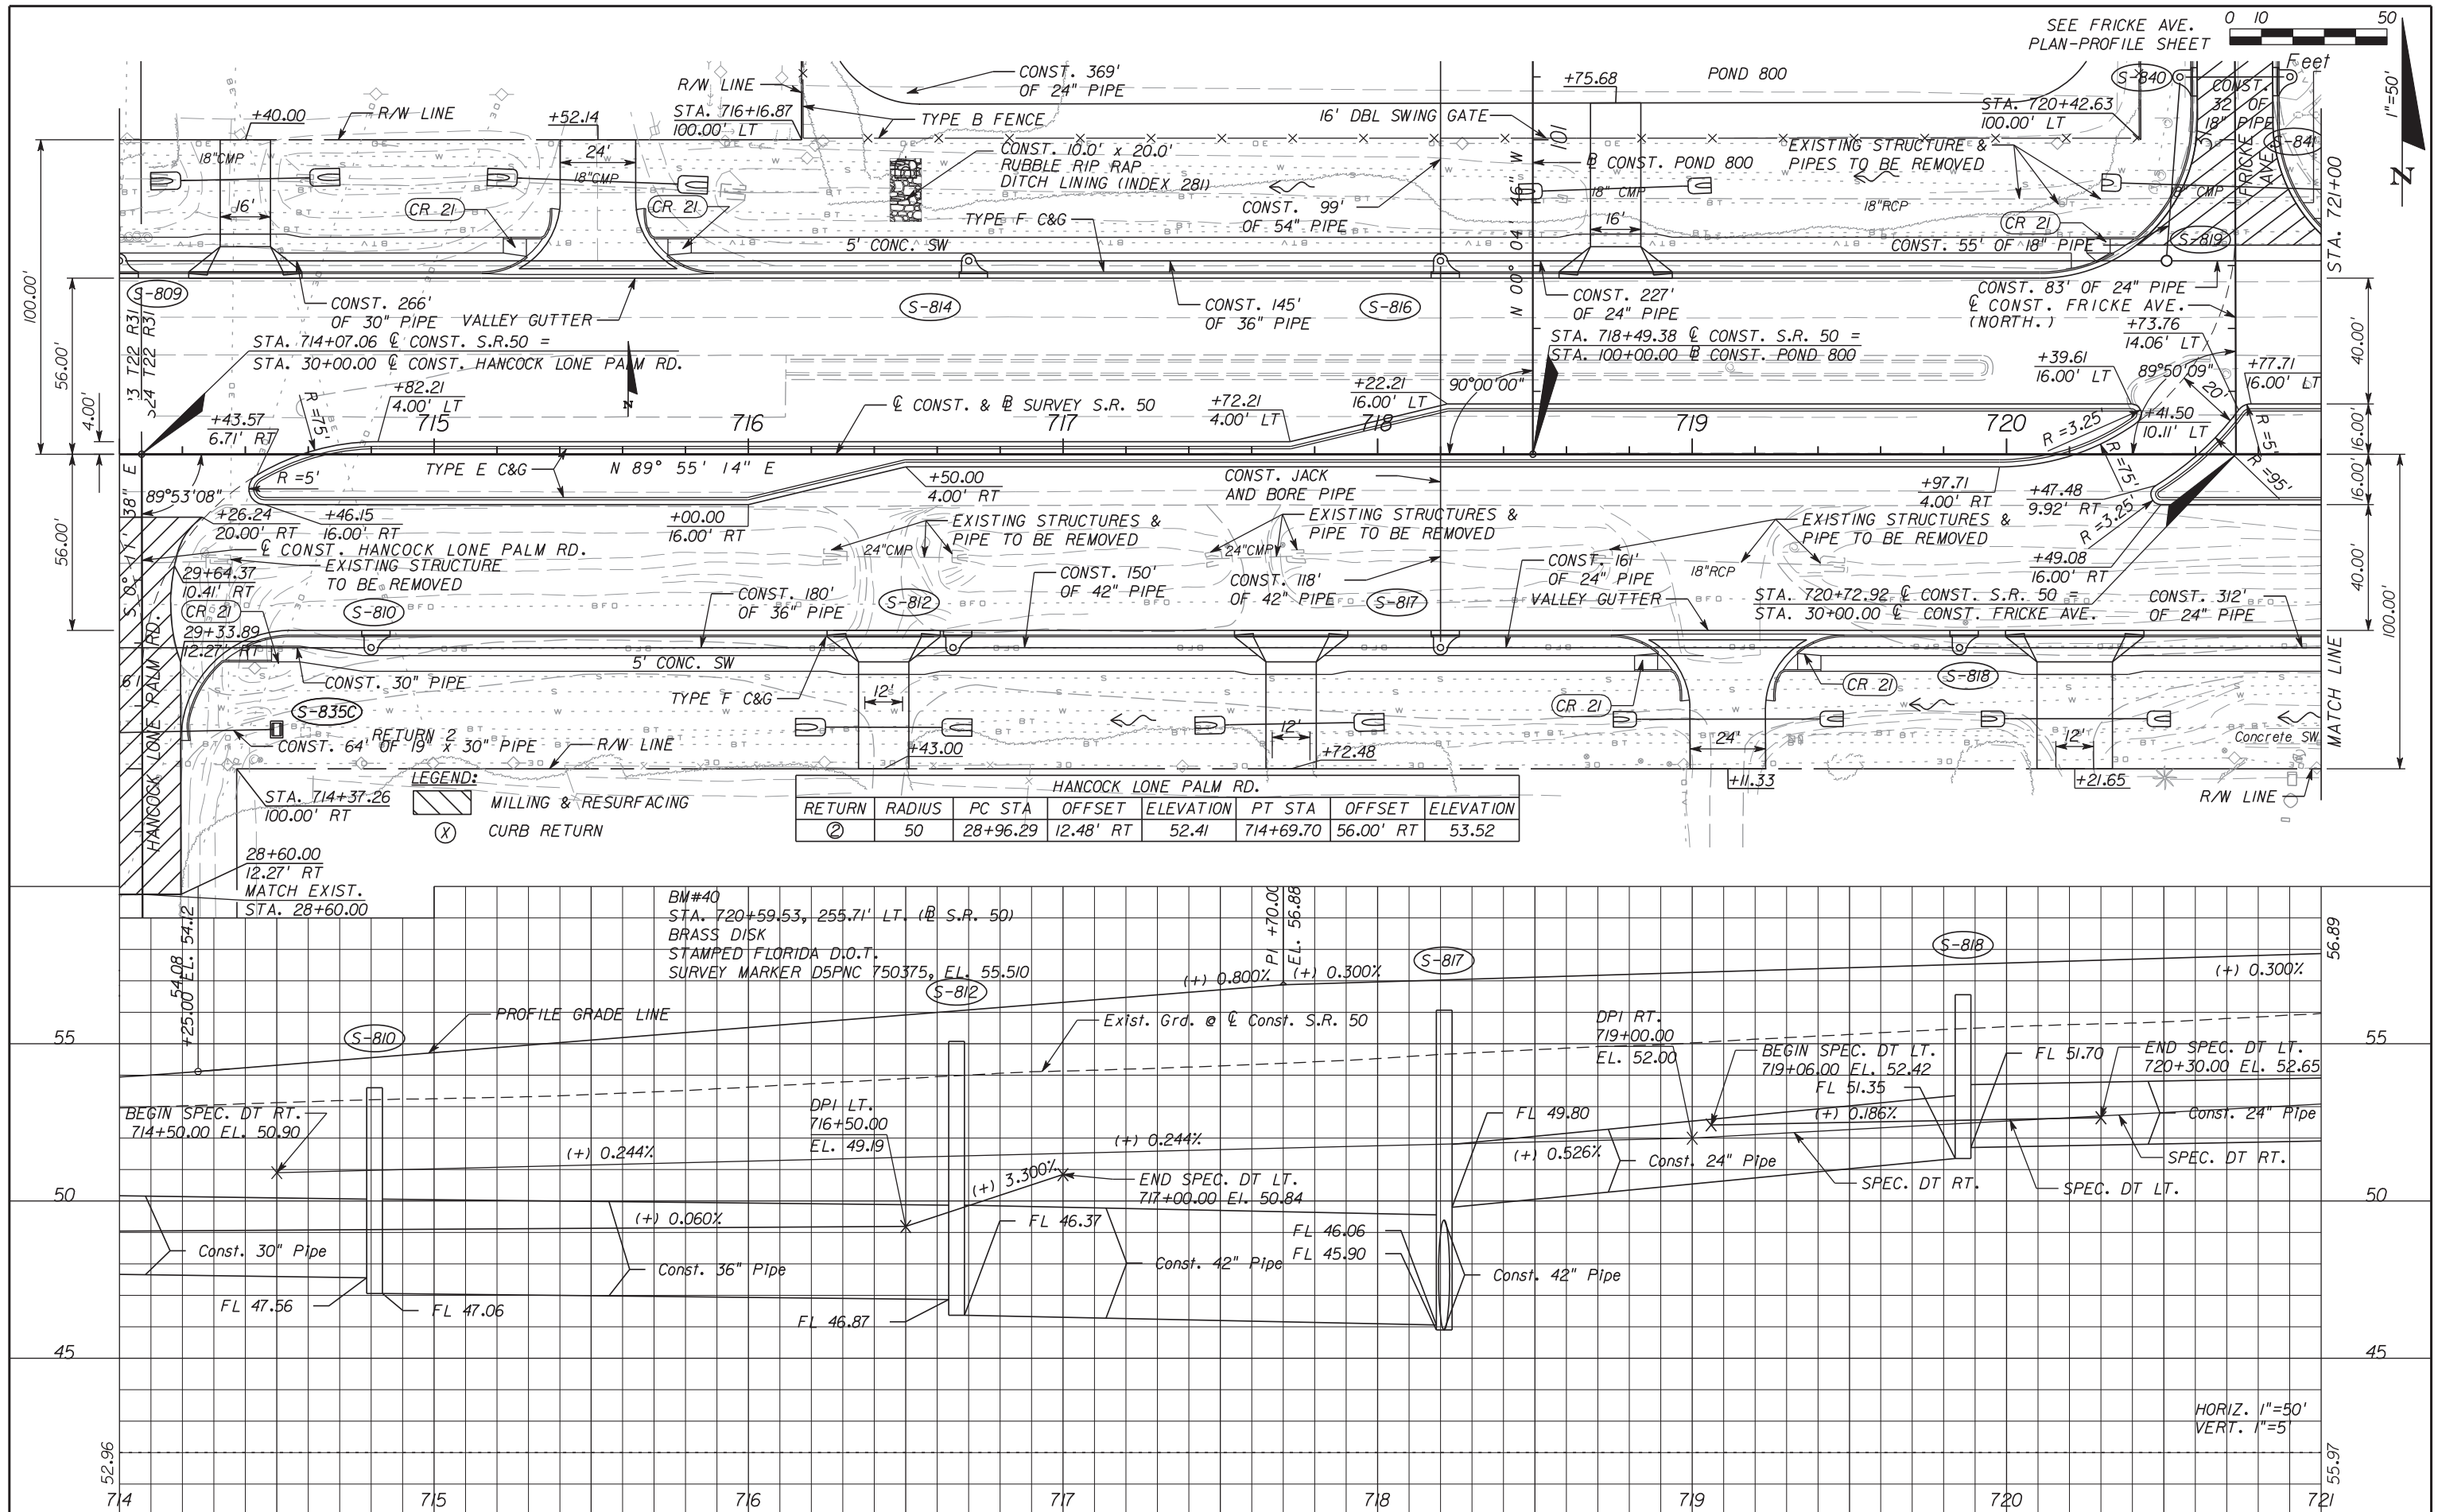 SEE FRICKE AVE.
PLAN-PROFILE SHEET
0 10 50
Feet
1"=50'
N
R/W LINE
CONST. 369'
OF 24" PIPE
+75.68
POND 800
S-840
CONST.
32' OF
18" PIPE
+40.00
R/W LINE
+52.14
STA. 716+16.87
100.00' LT
TYPE B FENCE
16' DBL SWING GATE
101
STA. 720+42.63
100.00' LT
S-841
18"CMP
24'
18"CMP
CONST. 10.0' x 20.0'
RUBBLE RIP RAP
DITCH LINING (INDEX 281)
EXISTING STRUCTURE &
PIPES TO BE REMOVED
B CONST. POND 800
FRICKE
AVE.
STA. 72+00
CR 21
CR 21
16'
TYPE F C&G
CONST. 99'
OF 54" PIPE
18" CMP
16'
18"RCP
CR 21
5' CONC. SW
CONST. 55' OF 18" PIPE
S-819
N 00° 04' 46" W
100.00'
S-809
CONST. 266'
OF 30" PIPE
VALLEY GUTTER
S-814
CONST. 145'
OF 36" PIPE
S-816
CONST. 227'
OF 24" PIPE
CONST. 83' OF 24" PIPE
℄ CONST. FRICKE AVE.
(NORTH.)
+73.76
14.06' LT
STA. 714+07.06 ℄ CONST. S.R.50 =
STA. 30+00.00 ℄ CONST. HANCOCK LONE PALM RD.
STA. 718+49.38 ℄ CONST. S.R. 50 =
STA. 100+00.00 B CONST. POND 800
N
56.00'
4.00'
+82.21
4.00' LT
R =75'
+43.57
6.71' RT
℄ CONST. & B SURVEY S.R. 50
+72.21
4.00' LT
+22.21
16.00' LT
90°00'00"
+39.61
16.00' LT
89°50'09"
20'
+77.71
16.00' LT
40.00'
715
716
717
718
719
720
R =3.25'
+41.50
10.11' LT
R =5'
16.00'
R =5'
TYPE E C&G
N 89° 55' 14" E
+50.00
4.00' RT
CONST. JACK
AND BORE PIPE
+97.71
4.00' RT
R =75'
R =95'
+47.48
9.92' RT
R =3.25'
16.00'
89°53'08"
+26.24
20.00' RT
+46.15
16.00' RT
+00.00
16.00' RT
EXISTING STRUCTURES &
PIPE TO BE REMOVED
EXISTING STRUCTURES &
PIPE TO BE REMOVED
EXISTING STRUCTURES &
PIPE TO BE REMOVED
56.00'
℄ CONST. HANCOCK LONE PALM RD.
EXISTING STRUCTURE
TO BE REMOVED
24"CMP
24"CMP
18"RCP
+49.08
16.00' RT
40.00'
29+64.37
10.41' RT
CR 21
29+33.89
12.27' RT
S-810
CONST. 180'
OF 36" PIPE
S-812
CONST. 150'
OF 42" PIPE
CONST. 118'
OF 42" PIPE
S-817
CONST. 161'
OF 24" PIPE
VALLEY GUTTER
STA. 720+72.92 ℄ CONST. S.R. 50 =
STA. 30+00.00 ℄ CONST. FRICKE AVE.
CONST. 312'
OF 24" PIPE
100.00'
5' CONC. SW
CONST. 30" PIPE
TYPE F C&G
12'
CR 21
CR 21
S-818
MATCH LINE
S-835C
RETURN 2
CONST. 64' OF 19" x 30" PIPE
R/W LINE
+43.00
12'
+72.48
24'
+11.33
12'
+21.65
Concrete SW
R/W LINE
HANCOCK LONE PALM RD.
STA. 714+37.26
100.00' RT
LEGEND:
MILLING & RESURFACING
X CURB RETURN
HANCOCK LONE PALM RD.
RETURN RADIUS PC STA OFFSET ELEVATION PT STA OFFSET ELEVATION
2 50 28+96.29 12.48' RT 52.41 714+69.70 56.00' RT 53.52
28+60.00
12.27' RT
MATCH EXIST.
STA. 28+60.00
BM#40
STA. 720+59.53, 255.71' LT. (B S.R. 50)
BRASS DISK
STAMPED FLORIDA D.O.T.
SURVEY MARKER D5PNC 750375, EL. 55.510
54.08
+25.00 EL. 54.12
PI +70.00
EL. 56.88
56.89
S-810
PROFILE GRADE LINE
S-812
(+) 0.800%
(+) 0.300%
S-817
S-818
(+) 0.300%
Exist. Grd. @ ℄ Const. S.R. 50
DPI RT.
719+00.00
EL. 52.00
BEGIN SPEC. DT LT.
719+06.00 EL. 52.42
FL 51.35
FL 51.70
END SPEC. DT LT.
720+30.00 EL. 52.65
55
55
BEGIN SPEC. DT RT.
714+50.00 EL. 50.90
(+) 0.244%
DPI LT.
716+50.00
EL. 49.19
(+) 0.244%
FL 49.80
(+) 0.526%
Const. 24" Pipe
(+) 0.186%
Const. 24" Pipe
SPEC. DT RT.
SPEC. DT RT.
SPEC. DT LT.
(+) 3.300%
END SPEC. DT LT.
717+00.00 El. 50.84
50
50
(+) 0.060%
Const. 30" Pipe
Const. 36" Pipe
FL 46.37
FL 46.06
FL 45.90
Const. 42" Pipe
Const. 42" Pipe
FL 47.56
FL 47.06
FL 46.87
45
45
HORIZ. 1"=50'
VERT. 1"=5'
52.96
55.97
714
715
716
717
718
719
720
721